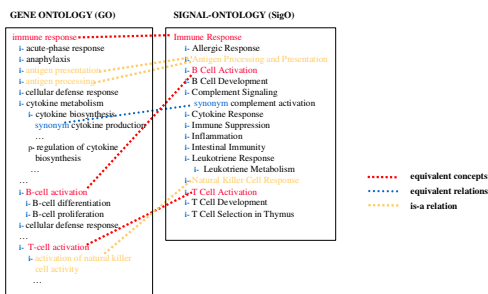 GENE ONTOLOGY (GO)
immune response
i- acute-phase response
i- anaphylaxis
i- antigen presentation
i- antigen processing
i- cellular defense response
i- cytokine metabolism
i- cytokine biosynthesis
synonym cytokine production
...
p- regulation of cytokine
biosynthesis
...
...
i- B-cell activation
i- B-cell differentiation
i- B-cell proliferation
i- cellular defense response
...
i- T-cell activation
i- activation of natural killer
cell activity
...
SIGNAL-ONTOLOGY (SigO)
Immune Response
i- Allergic Response
i- Antigen Processing and Presentation
i- B Cell Activation
i- B Cell Development
i- Complement Signaling
synonym complement activation
i- Cytokine Response
i- Immune Suppression
i- Inflammation
i- Intestinal Immunity
i- Leukotriene Response
i- Leukotriene Metabolism
i- Natural Killer Cell Response
i- T Cell Activation
i- T Cell Development
i- T Cell Selection in Thymus
equivalent concepts
equivalent relations
is-a relation